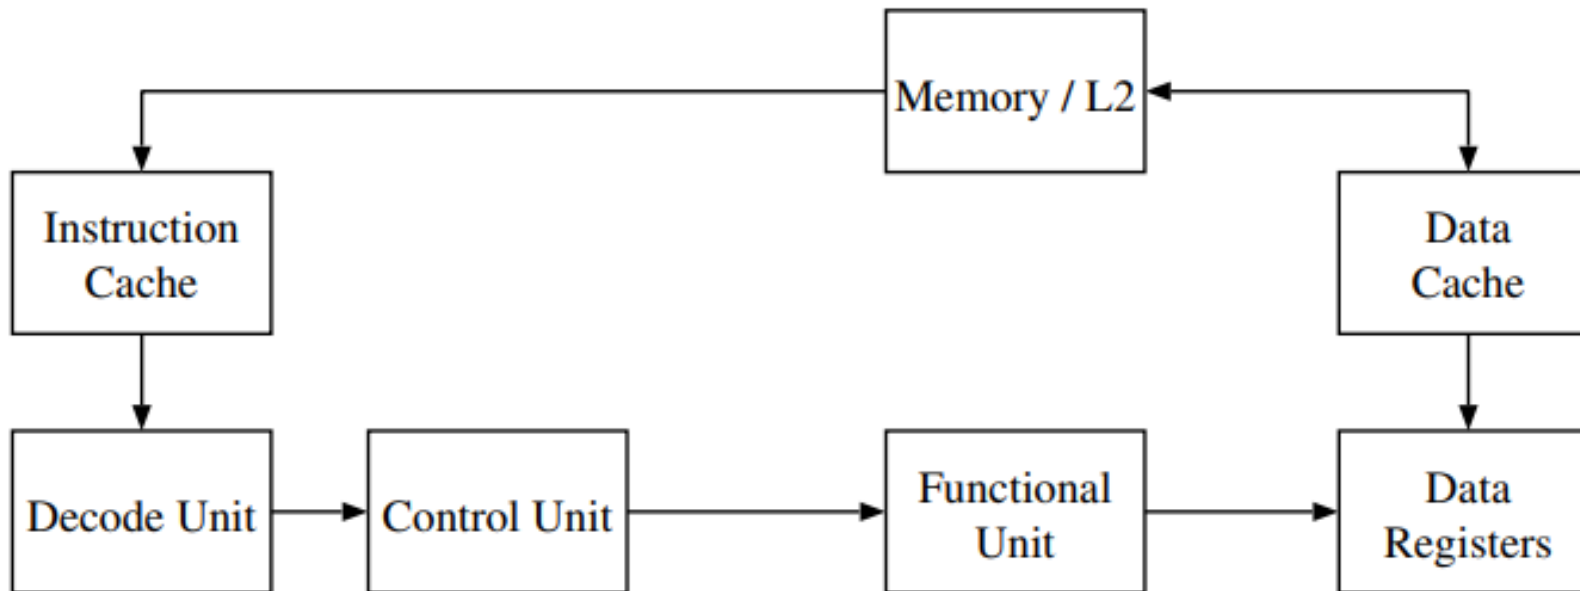 Memory / L2
Instruction
Cache
Data
Cache
Decode Unit
Control Unit
Functional
Unit
Data
Registers